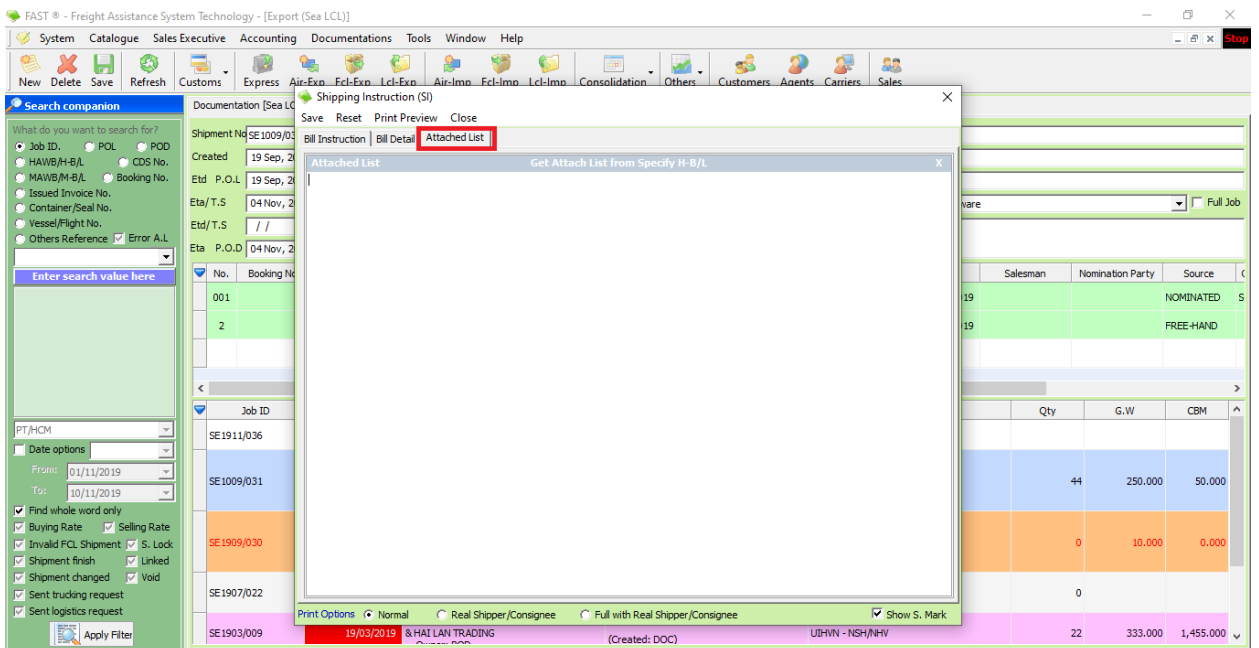 FAST ® - Freight Assistance System Technology - [Export (Sea LCL)]
System Catalogue Sales Executive Accounting Documentations Tools Window Help
Stop
New Delete Save Refresh Customs Express Air-Exp Fcl-Exp Lcl-Exp Air-Imp Fcl-Imp Lcl-Imp Consolidation Others Customers Agents Carriers Sales
Search companion
What do you want to search for?
Job ID. POL POD
HAWB/H-B/L CDS No.
MAWB/M-B/L Booking No.
Issued Invoice No.
Container/Seal No.
Vessel/Flight No.
Others Reference Error A.L
Enter search value here
PT/HCM
Date options
From: 01/11/2019
To: 10/11/2019
Find whole word only
Buying Rate Selling Rate
Invalid FCL Shipment S. Lock
Shipment finish Linked
Shipment changed Void
Sent trucking request
Sent logistics request
Apply Filter
Documentation [Sea LC
Shipment No SE1009/03
Created 19 Sep, 2
Etd P.O.L 19 Sep, 2
Eta/T.S 04 Nov, 2
Etd/T.S / /
Eta P.O.D 04 Nov, 2
ware Full Job
No. Booking No Salesman Nomination Party Source
001 19 NOMINATED S
2 19 FREE-HAND
Job ID Qty G.W CBM
SE1911/036
SE1009/031 44 250.000 50.000
SE1909/030 0 10.000 0.000
SE1907/022 0
SE1903/009 19/03/2019 & HAI LAN TRADING (Created: DOC) UIHVN - NSH/NHV 22 333.000 1,455.000
Shipping Instruction (SI)
Save Reset Print Preview Close
Bill Instruction Bill Detail Attached List
Attached List Get Attach List from Specify H-B/L X
Print Options Normal Real Shipper/Consignee Full with Real Shipper/Consignee Show S. Mark